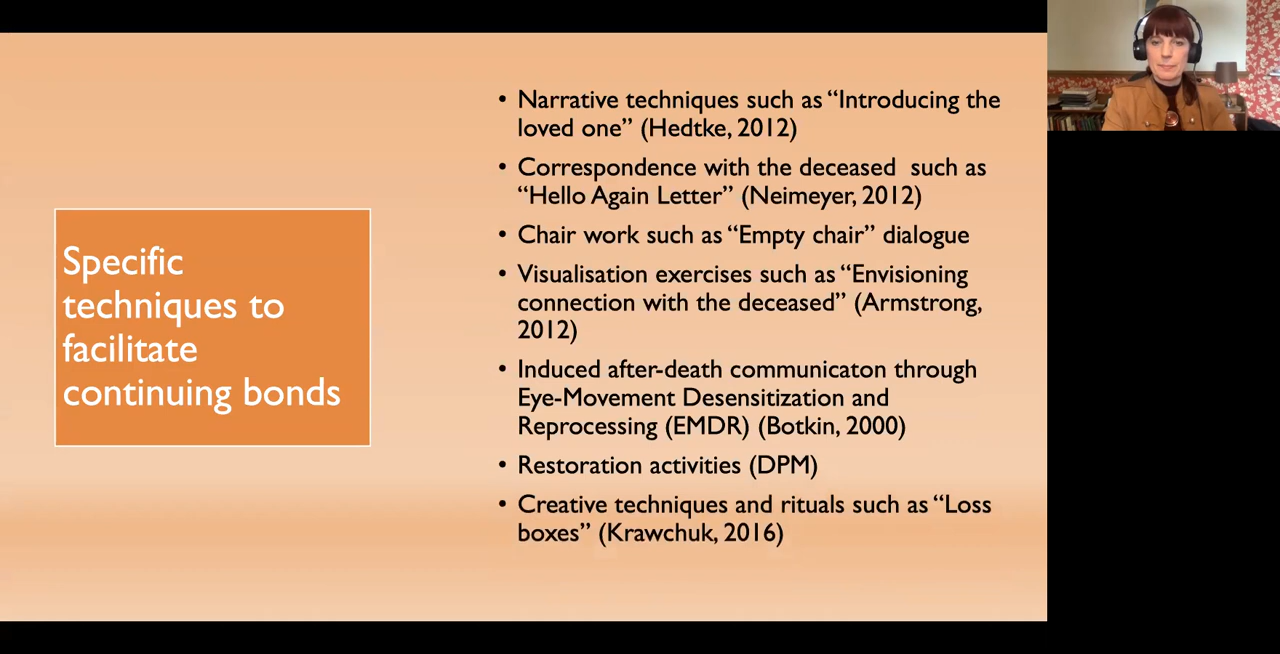 Specific
techniques to
facilitate
continuing bonds
• Narrative techniques such as “Introducing the
loved one” (Hedtke, 2012)
• Correspondence with the deceased  such as
“Hello Again Letter” (Neimeyer, 2012)
• Chair work such as “Empty chair” dialogue
• Visualisation exercises such as “Envisioning
connection with the deceased” (Armstrong,
2012)
• Induced after-death communicaton through
Eye-Movement Desensitization and
Reprocessing (EMDR) (Botkin, 2000)
• Restoration activities (DPM)
• Creative techniques and rituals such as “Loss
boxes” (Krawchuk, 2016)